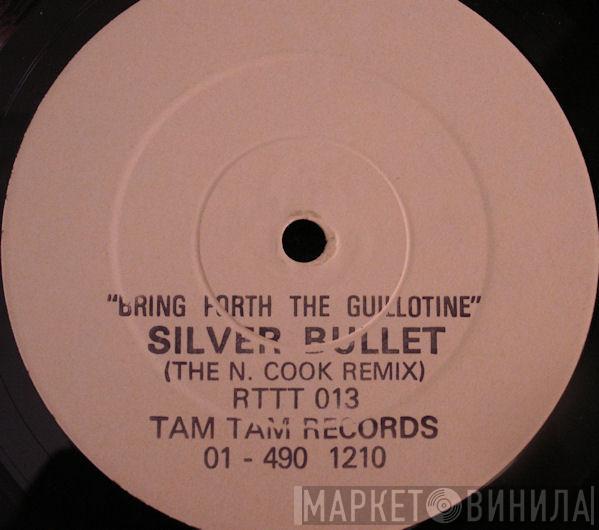 "BRING FORTH THE GUILLOTINE"
SILVER BULLET
(THE N. COOK REMIX)
RTTT 013
TAM TAM RECORDS
01 - 490 1210
МАРКЕТ ВИНИЛА